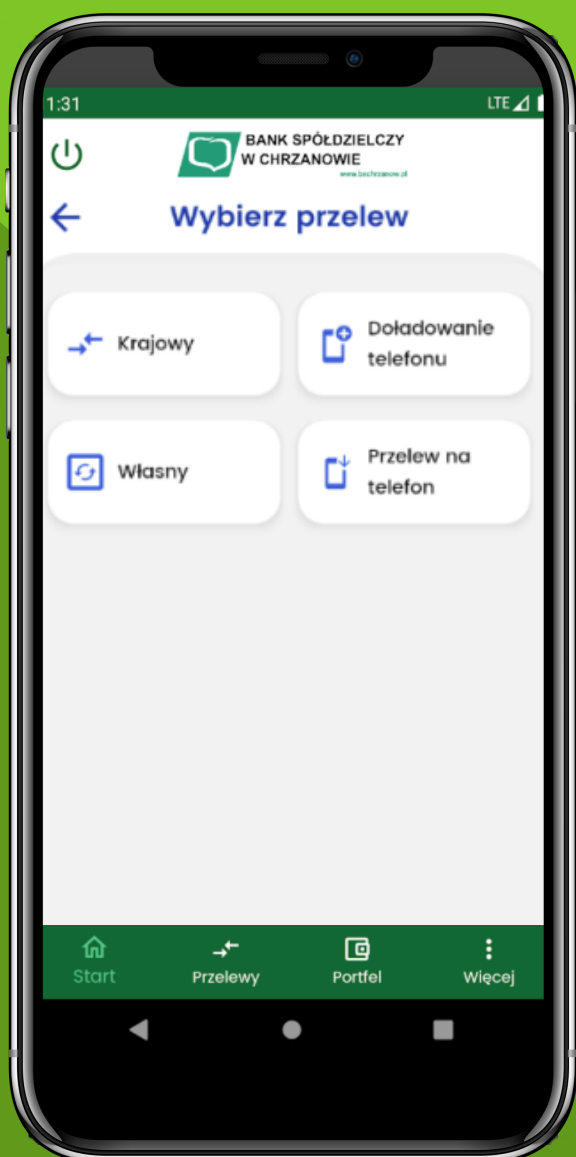 1:31
LTE
BANK SPÓŁDZIELCZY
W CHRZANOWIE
www.bschrzanow.pl
Wybierz przelew
Krajowy
Doładowanie
telefonu
Własny
Przelew na
telefon
Start
Przelewy
Portfel
Więcej